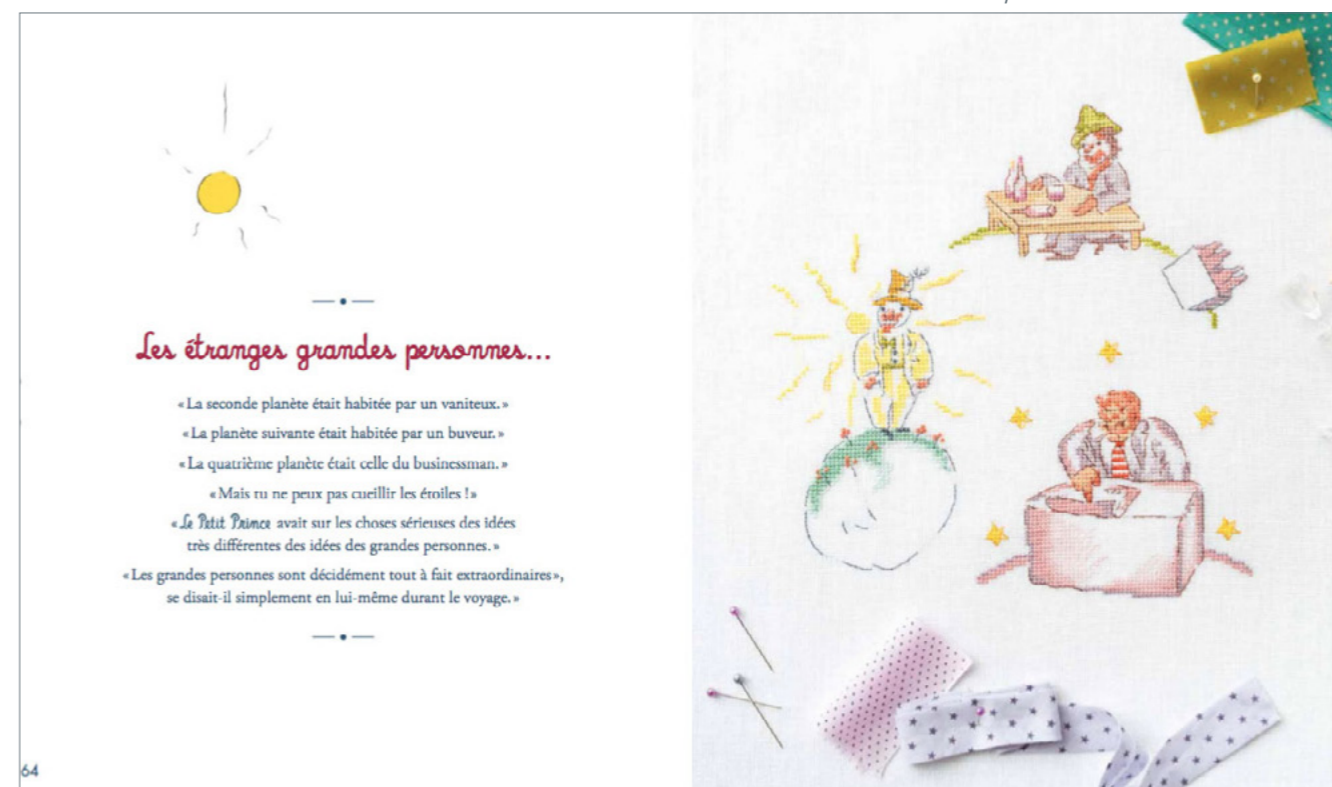 Les étranges grandes personnes...
«La seconde planète était habitée par un vaniteux.»
«La planète suivante était habitée par un buveur.»
«La quatrième planète était celle du businessman.»
«Mais tu ne peux pas cueillir les étoiles !»
«Le Petit Prince avait sur les choses sérieuses des idées
très différentes des idées des grandes personnes.»
«Les grandes personnes sont décidément tout à fait extraordinaires»,
se disait-il simplement en lui-même durant le voyage.»
64